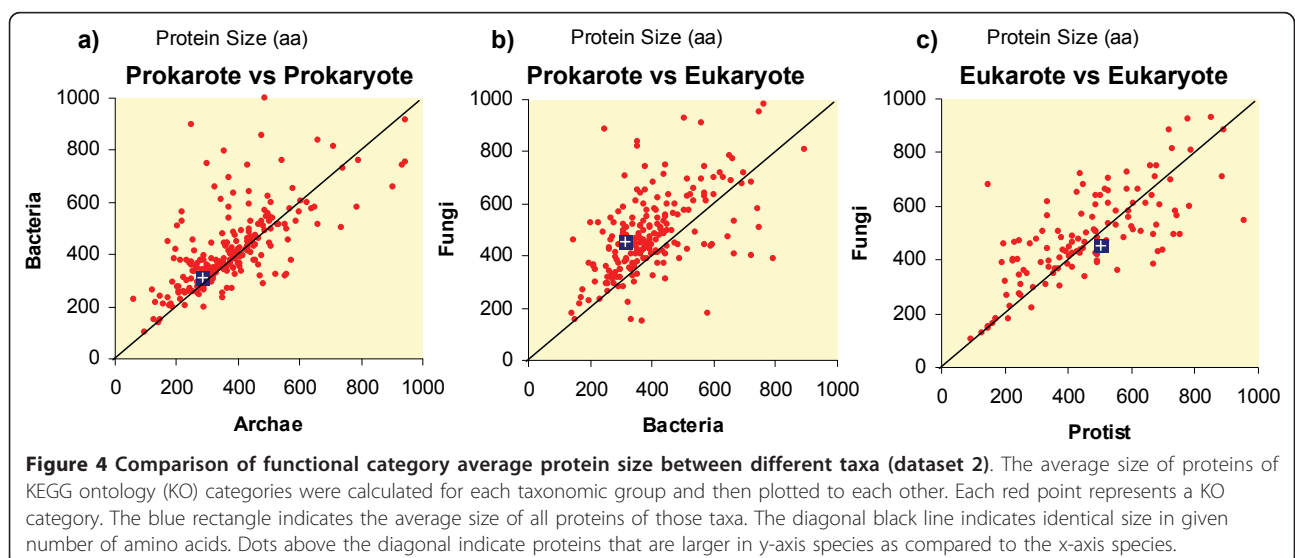 a) Protein Size (aa)
Prokarote vs Prokaryote
1000
800
600
400
200
0
Bacteria
0 200 400 600 800 1000
Archae
b) Protein Size (aa)
Prokarote vs Eukaryote
1000
800
600
400
200
0
Fungi
0 200 400 600 800 1000
Bacteria
c) Protein Size (aa)
Eukarote vs Eukaryote
1000
800
600
400
200
0
Fungi
0 200 400 600 800 1000
Protist
Figure 4 Comparison of functional category average protein size between different taxa (dataset 2). The average size of proteins of
KEGG ontology (KO) categories were calculated for each taxonomic group and then plotted to each other. Each red point represents a KO
category. The blue rectangle indicates the average size of all proteins of those taxa. The diagonal black line indicates identical size in given
number of amino acids. Dots above the diagonal indicate proteins that are larger in y-axis species as compared to the x-axis species.